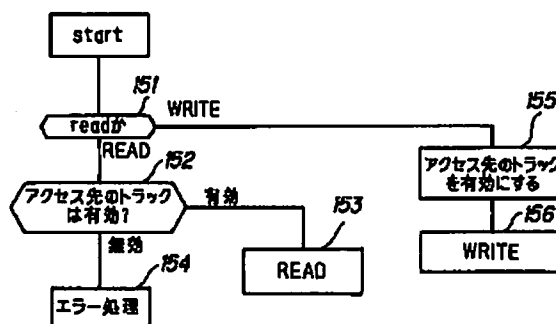 start
151
readか
WRITE
READ
155
アクセス先のトラック
を有効にする
152
アクセス先のトラック
は有効?
有効
無効
153
READ
156
WRITE
154
エラー処理